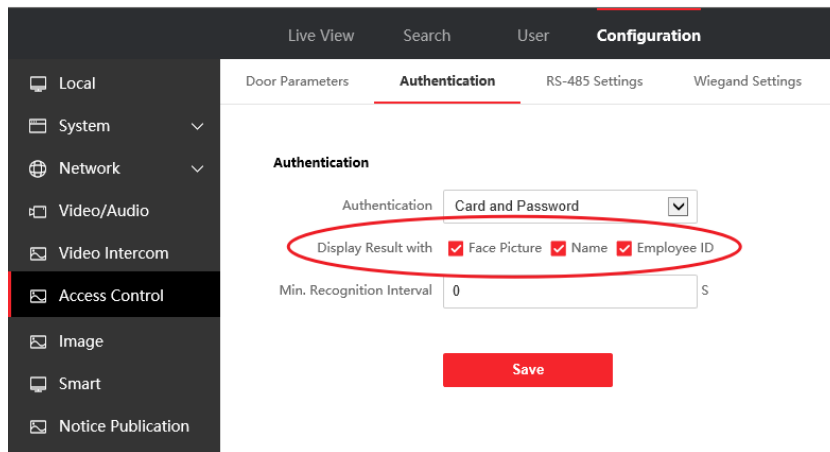 Live View Search User Configuration
Local
System
Network
Video/Audio
Video Intercom
Access Control
Image
Smart
Notice Publication
Door Parameters Authentication RS-485 Settings Wiegand Settings
Authentication
Authentication Card and Password
Display Result with Face Picture Name Employee ID
Min. Recognition Interval 0 S
Save